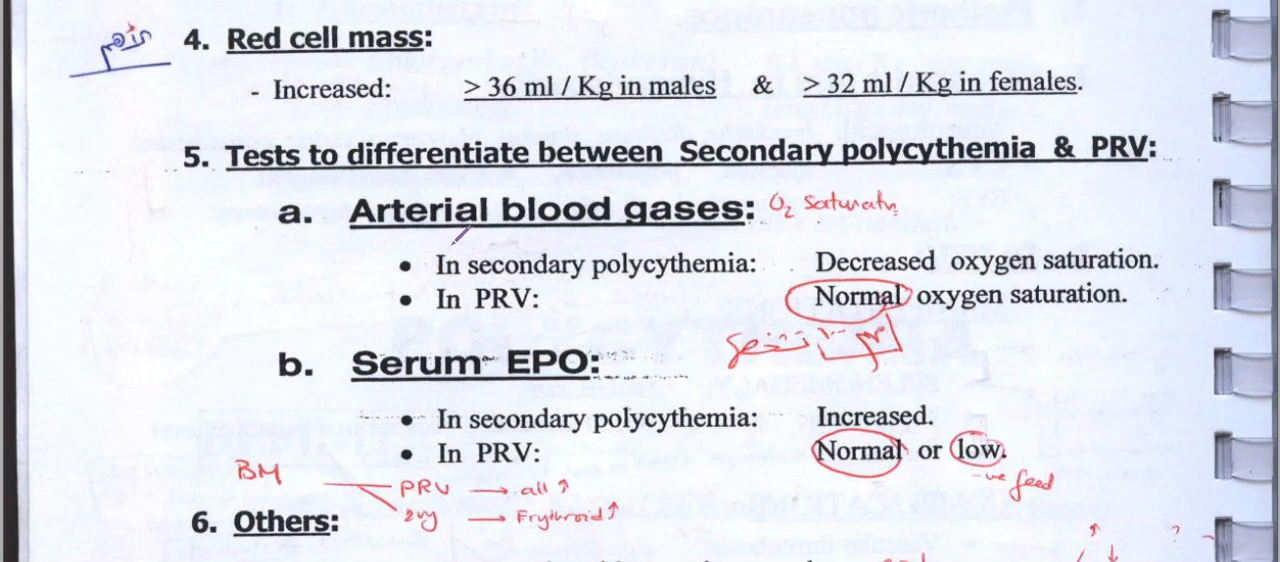 4. Red cell mass:
- Increased: > 36 ml / Kg in males & > 32 ml / Kg in females.
5. Tests to differentiate between Secondary polycythemia & PRV:
a. Arterial blood gases: O₂ Saturatn
• In secondary polycythemia: Decreased oxygen saturation.
• In PRV: Normal oxygen saturation.
b. Serum EPO:
• In secondary polycythemia: Increased.
• In PRV: Normal or low.
-ve feed
BM
PRV → all ↑
2ry → Erythroid ↑
6. Others: